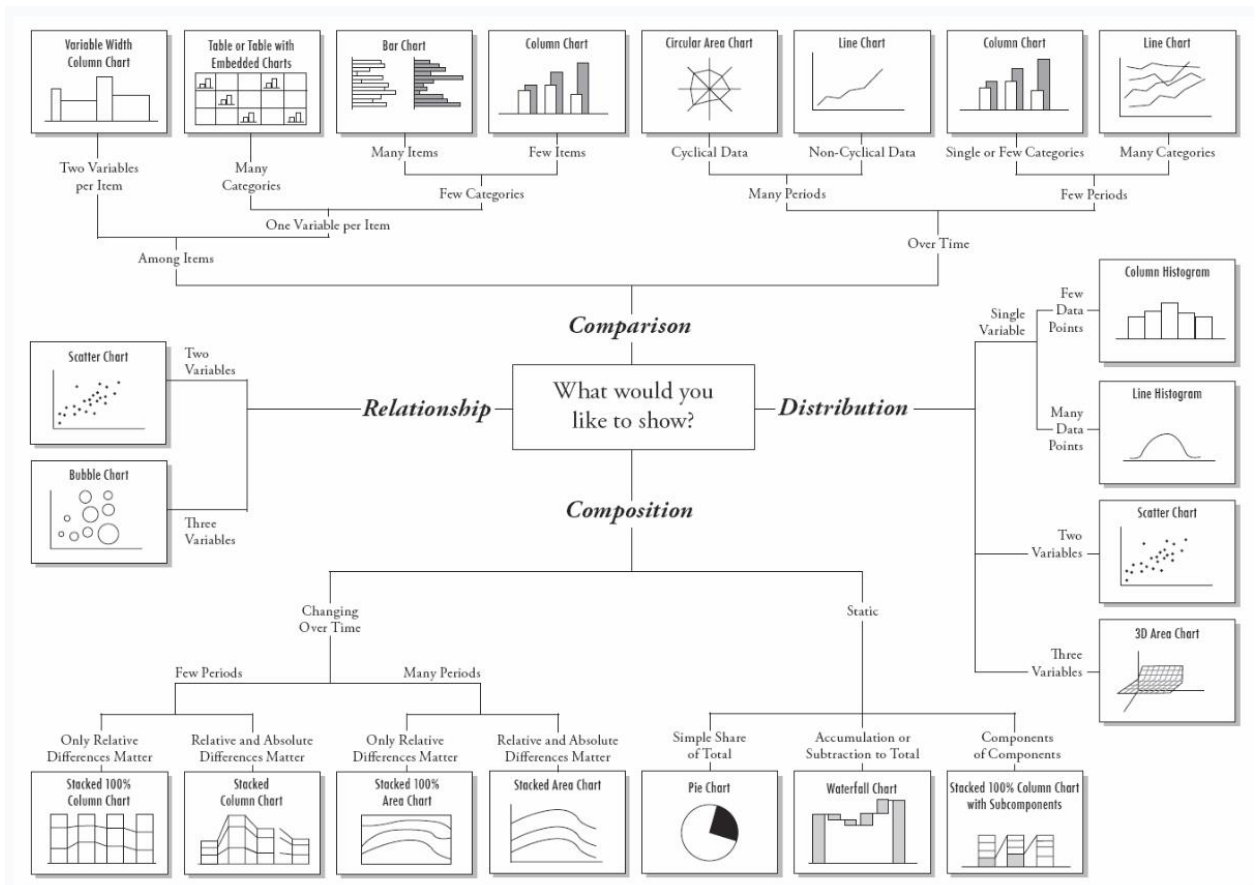 Variable Width
Column Chart
Table or Table with
Embedded Charts
Bar Chart
Column Chart
Circular Area Chart
Line Chart
Column Chart
Line Chart
Two Variables
per Item
Many
Categories
Many Items
Few Items
Cyclical Data
Non-Cyclical Data
Single or Few Categories
Many Categories
Few Categories
Many Periods
Few Periods
One Variable per Item
Over Time
Among Items
Comparison
What would you
like to show?
Relationship
Two
Variables
Scatter Chart
Bubble Chart
Three
Variables
Distribution
Single
Variable
Few
Data
Points
Column Histogram
Many
Data
Points
Line Histogram
Two
Variables
Scatter Chart
Three
Variables
3D Area Chart
Composition
Changing
Over Time
Static
Few Periods
Many Periods
Only Relative
Differences Matter
Relative and Absolute
Differences Matter
Only Relative
Differences Matter
Relative and Absolute
Differences Matter
Simple Share
of Total
Accumulation or
Subtraction to Total
Components
of Components
Stacked 100%
Column Chart
Stacked
Column Chart
Stacked 100%
Area Chart
Stacked Area Chart
Pie Chart
Waterfall Chart
Stacked 100% Column Chart
with Subcomponents